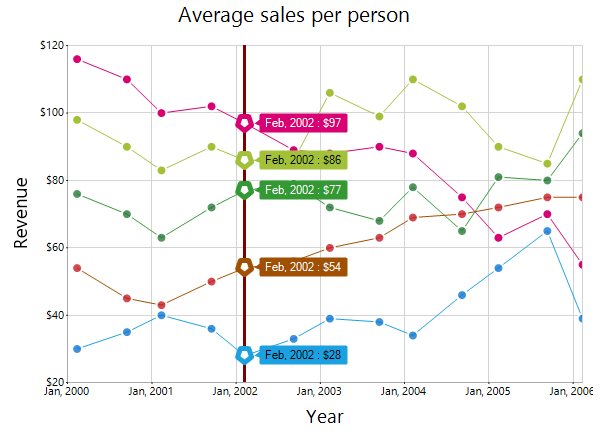 Average sales per person
$120
$100
$80
$60
$40
$20
Revenue
Feb, 2002 : $97
Feb, 2002 : $86
Feb, 2002 : $77
Feb, 2002 : $54
Feb, 2002 : $28
Jan, 2000 Jan, 2001 Jan, 2002 Jan, 2003 Jan, 2004 Jan, 2005 Jan, 2006
Year